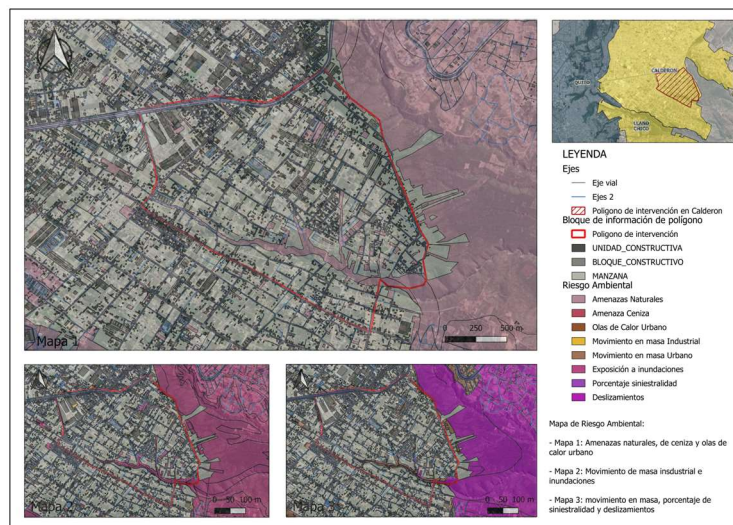 Mapa 1
0 250 500 m
Mapa 2
0 50 100 m
Mapa 3
0 50 100 m
CALDERON
QUITO
LLANO
CHICO
LEYENDA
Ejes
Eje vial
Ejes 2
Poligono de intervención en Calderon
Bloque de información de polígono
Poligono de intervención
UNIDAD_CONSTRUCTIVA
BLOQUE_CONSTRUCTIVO
MANZANA
Riesgo Ambiental
Amenazas Naturales
Amenaza Ceniza
Olas de Calor Urbano
Movimiento en masa Industrial
Movimiento en masa Urbano
Exposición a inundaciones
Porcentaje siniestralidad
Deslizamientos
Mapa de Riesgo Ambiental:
- Mapa 1: Amenazas naturales, de ceniza y olas de
calor urbano
- Mapa 2: Movimiento de masa insdustrial e
inundaciones
- Mapa 3: movimiento en masa, porcentaje de
siniestralidad y deslizamientos